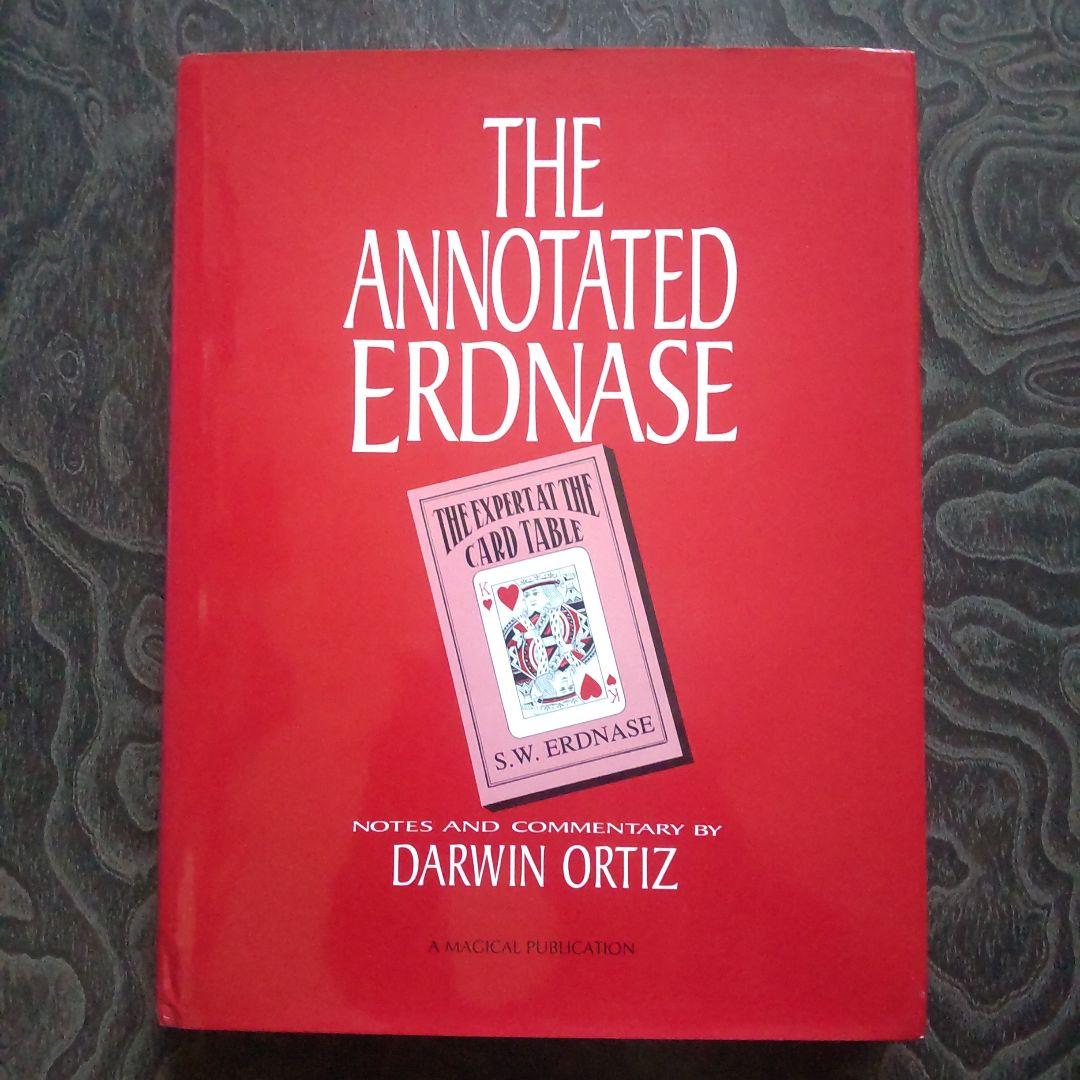 THE
ANNOTATED
ERDNASE
THE EXPERT AT THE
CARD TABLE
K
K
S.W. ERDNASE
NOTES AND COMMENTARY BY
DARWIN ORTIZ
A MAGICAL PUBLICATION